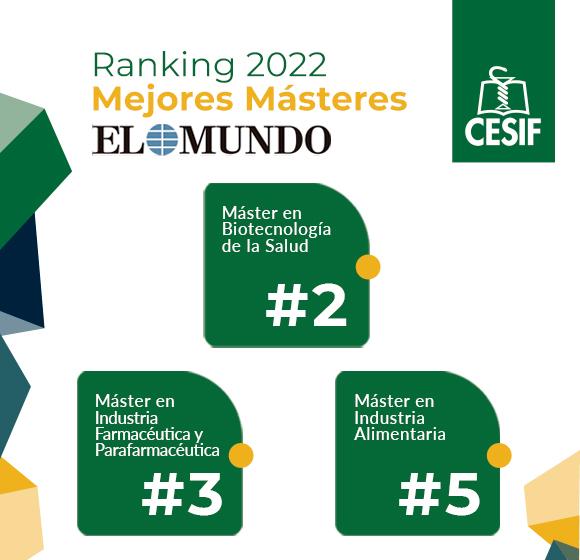 Ranking 2022
Mejores Másteres
EL MUNDO
CESIF
Máster en
Biotecnología
de la Salud
#2
Máster en
Industria
Farmacéutica y
Parafarmacéutica
#3
Máster en
Industria
Alimentaria
#5